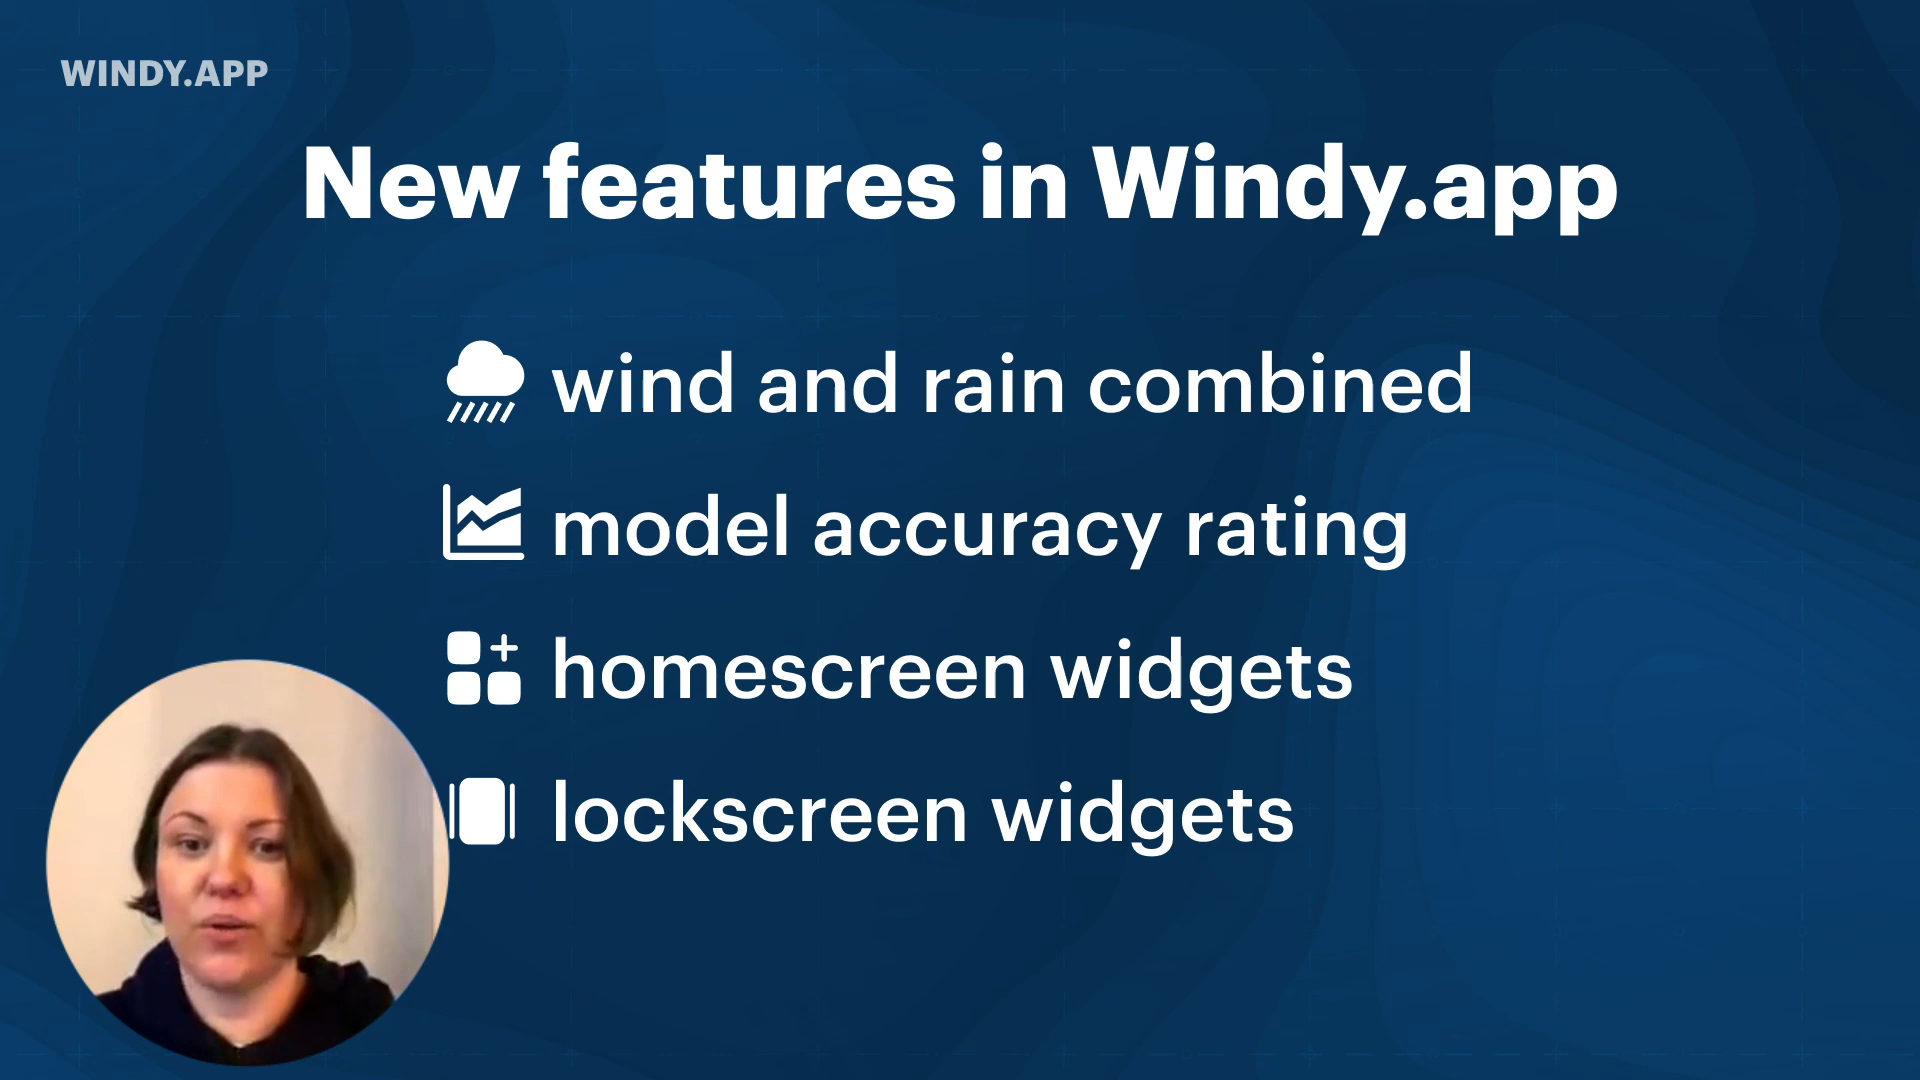 WINDY.APP
New features in Windy.app
wind and rain combined
model accuracy rating
homescreen widgets
lockscreen widgets